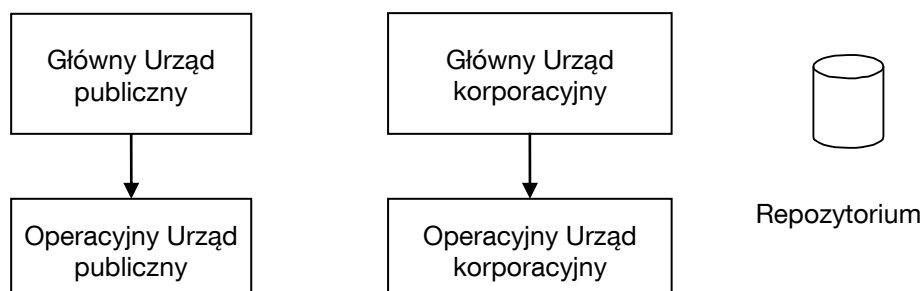 Główny Urząd
publiczny
Główny Urząd
korporacyjny
Repozytorium
Operacyjny Urząd
publiczny
Operacyjny Urząd
korporacyjny